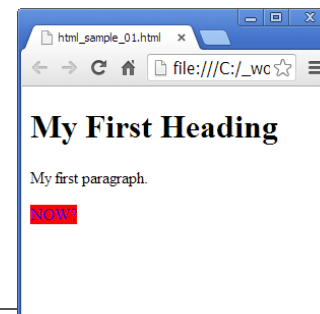 html_sample_01.html
file:///C:/_wo
My First Heading
My first paragraph.
NOW?